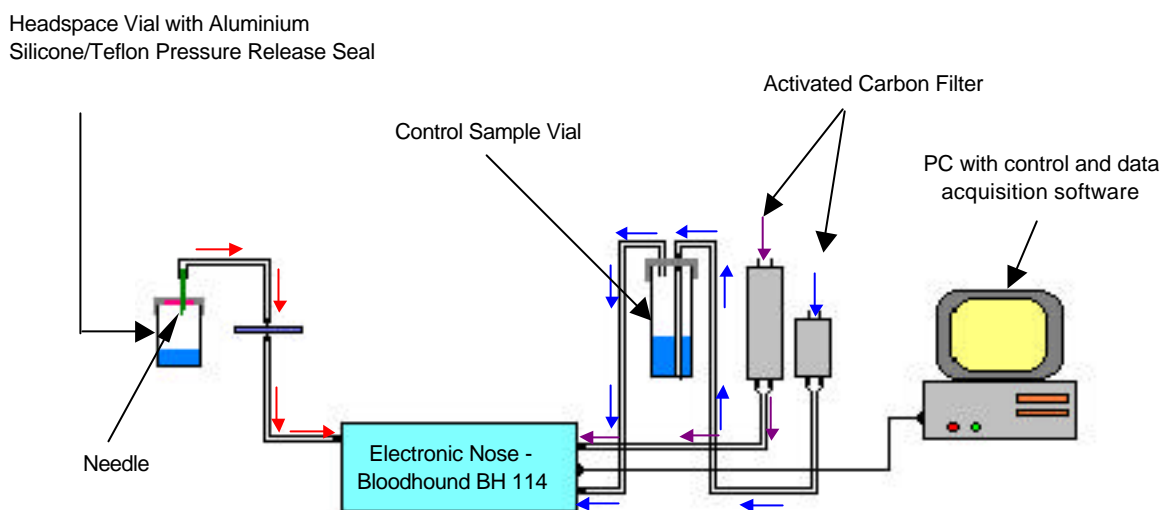 Headspace Vial with Aluminium
Silicone/Teflon Pressure Release Seal
Activated Carbon Filter
Control Sample Vial
PC with control and data
acquisition software
Needle
Electronic Nose -
Bloodhound BH 114